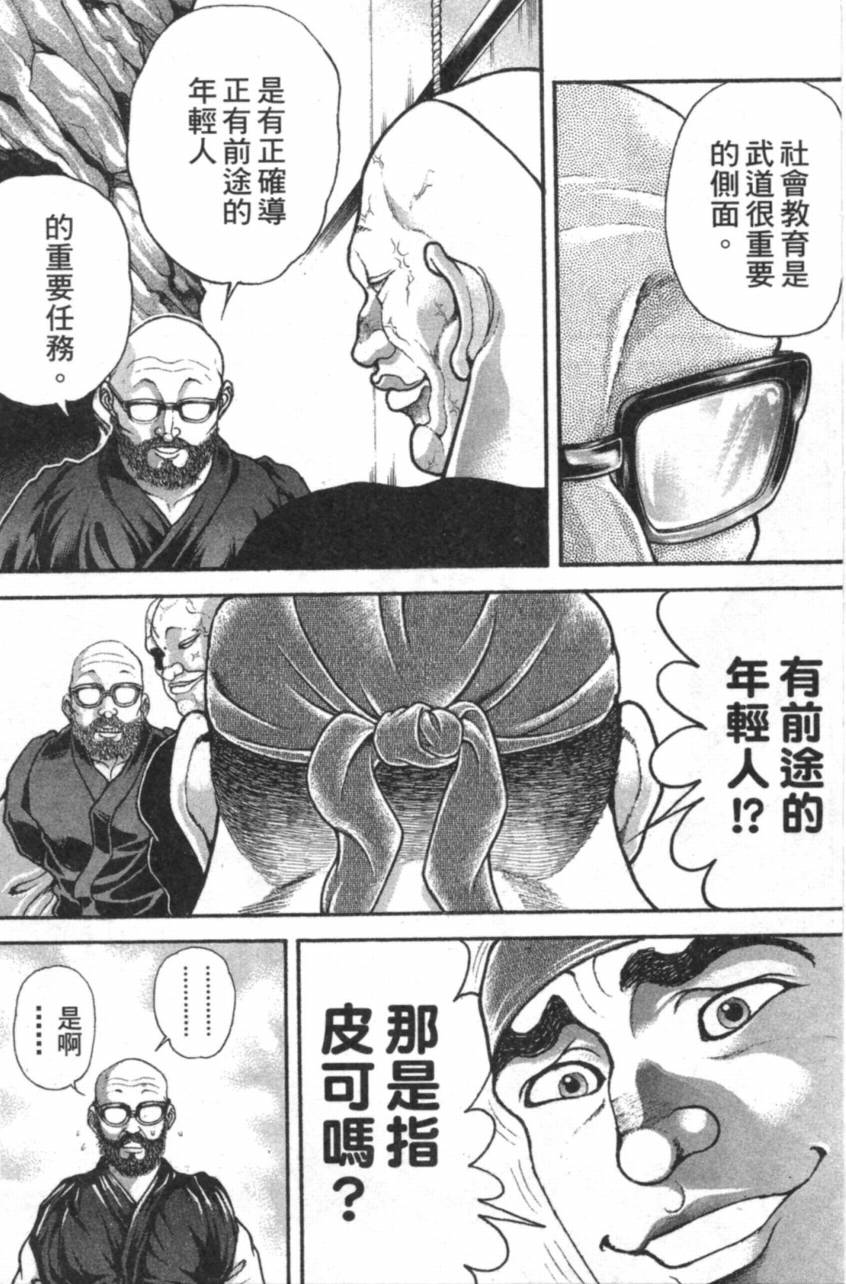 社會教育是
武道很重要
的側面。
是有正確導
正有前途的
年輕人
的重要任務。
有前途的
年輕人!?
那是指
皮可嗎？
………
是啊
……